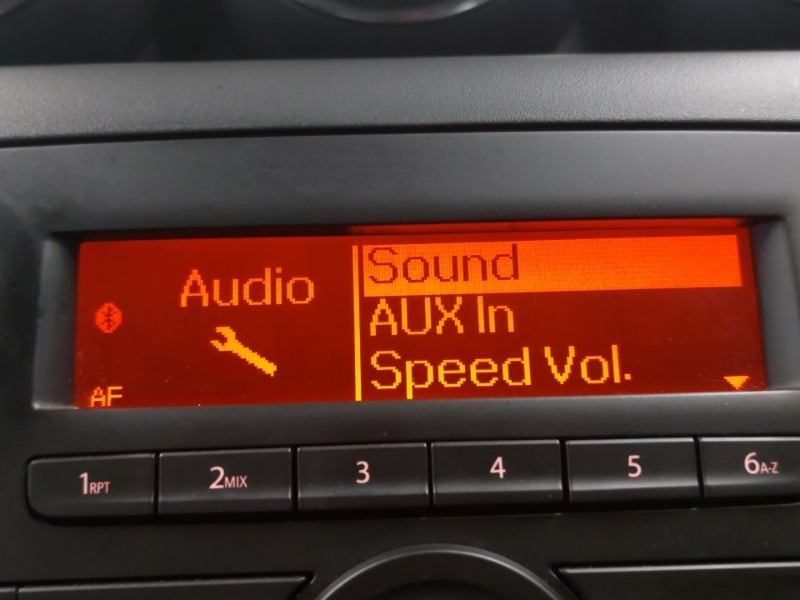 Audio
AF
Sound
AUX In
Speed Vol.
1RPT
2MIX
3
4
5
6A-Z